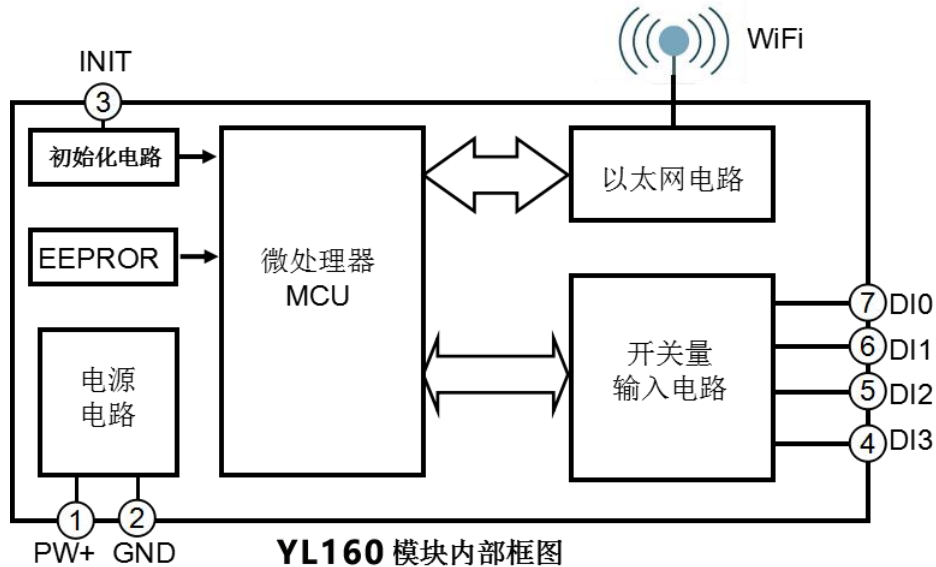 WiFi
INIT
③
初始化电路
EEPROR
微处理器
MCU
以太网电路
开关量
输入电路
⑦ DI0
⑥ DI1
⑤ DI2
④ DI3
电源
电路
① ②
PW+ GND
YL160 模块内部框图